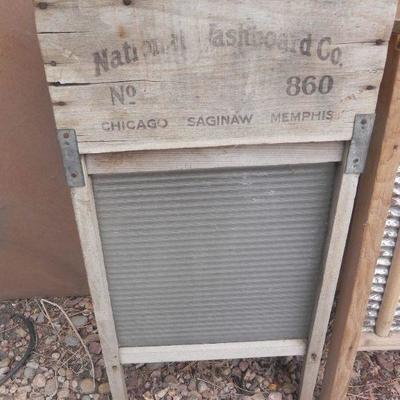 National Washboard Co.
No 860
CHICAGO SAGINAW MEMPHIS